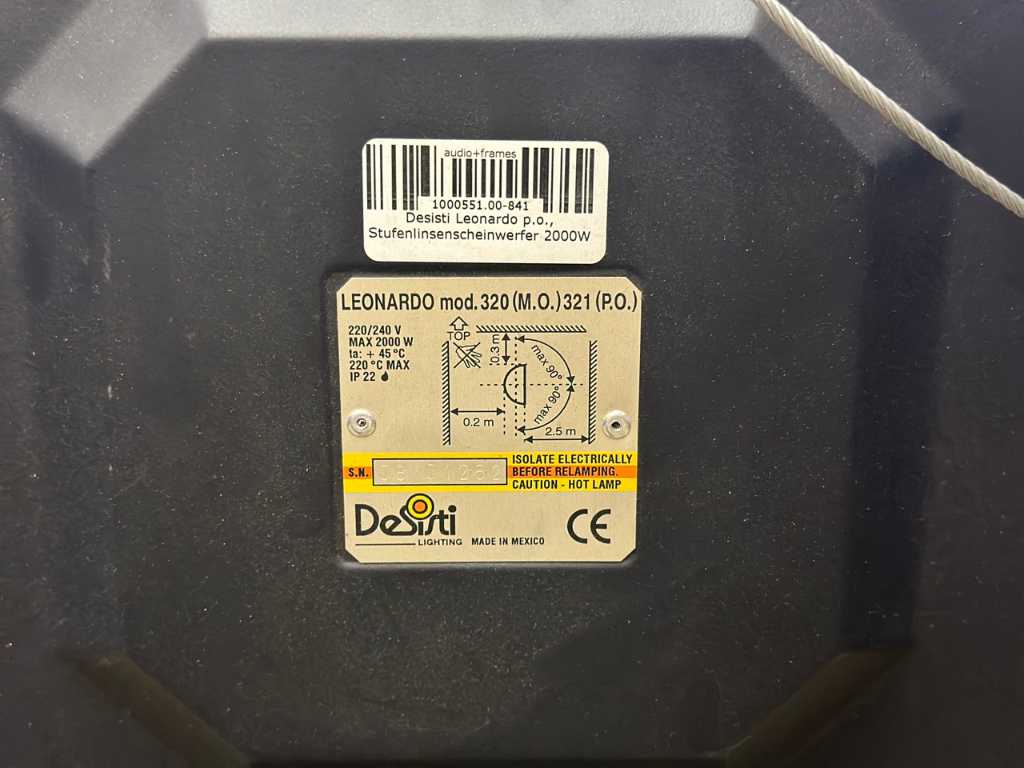 audio+frames
1000551.00-841
Desisti Leonardo p.o.,
Stufenlinsenscheinwerfer 2000W
LEONARDO mod. 320 (M.O.) 321 (P.O.)
220/240 V
MAX 2000 W
ta: + 45 °C
220 °C MAX
IP 22
TOP
0.3 m
max 90°
max 90°
0.2 m
2.5 m
S.N.
ISOLATE ELECTRICALLY
BEFORE RELAMPING.
CAUTION - HOT LAMP
DeSisti
LIGHTING
MADE IN MEXICO
CE